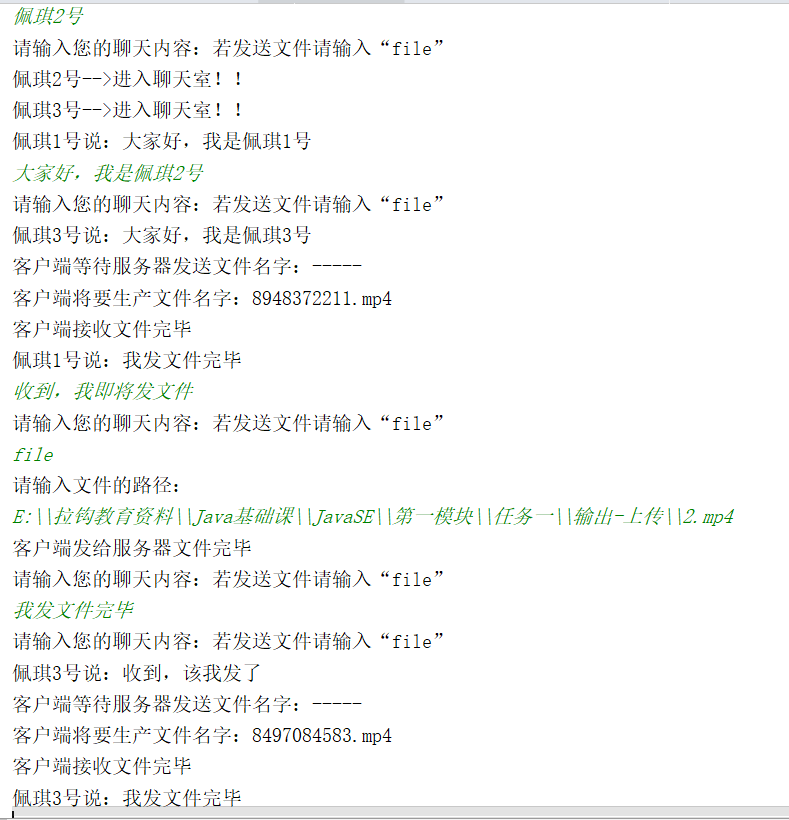 佩琪2号
请输入您的聊天内容：若发送文件请输入“file”
佩琪2号-->进入聊天室！！
佩琪3号-->进入聊天室！！
佩琪1号说：大家好，我是佩琪1号
大家好，我是佩琪2号
请输入您的聊天内容：若发送文件请输入“file”
佩琪3号说：大家好，我是佩琪3号
客户端等待服务器发送文件名字：-----
客户端将要生产文件名字：8948372211.mp4
客户端接收文件完毕
佩琪1号说：我发文件完毕
收到，我即将发文件
请输入您的聊天内容：若发送文件请输入“file”
file
请输入文件的路径：
E:\\拉钩教育资料\\Java基础课\\JavaSE\\第一模块\\任务一\\输出-上传\\2.mp4
客户端发给服务器文件完毕
请输入您的聊天内容：若发送文件请输入“file”
我发文件完毕
请输入您的聊天内容：若发送文件请输入“file”
佩琪3号说：收到，该我发了
客户端等待服务器发送文件名字：-----
客户端将要生产文件名字：8497084583.mp4
客户端接收文件完毕
佩琪3号说：我发文件完毕